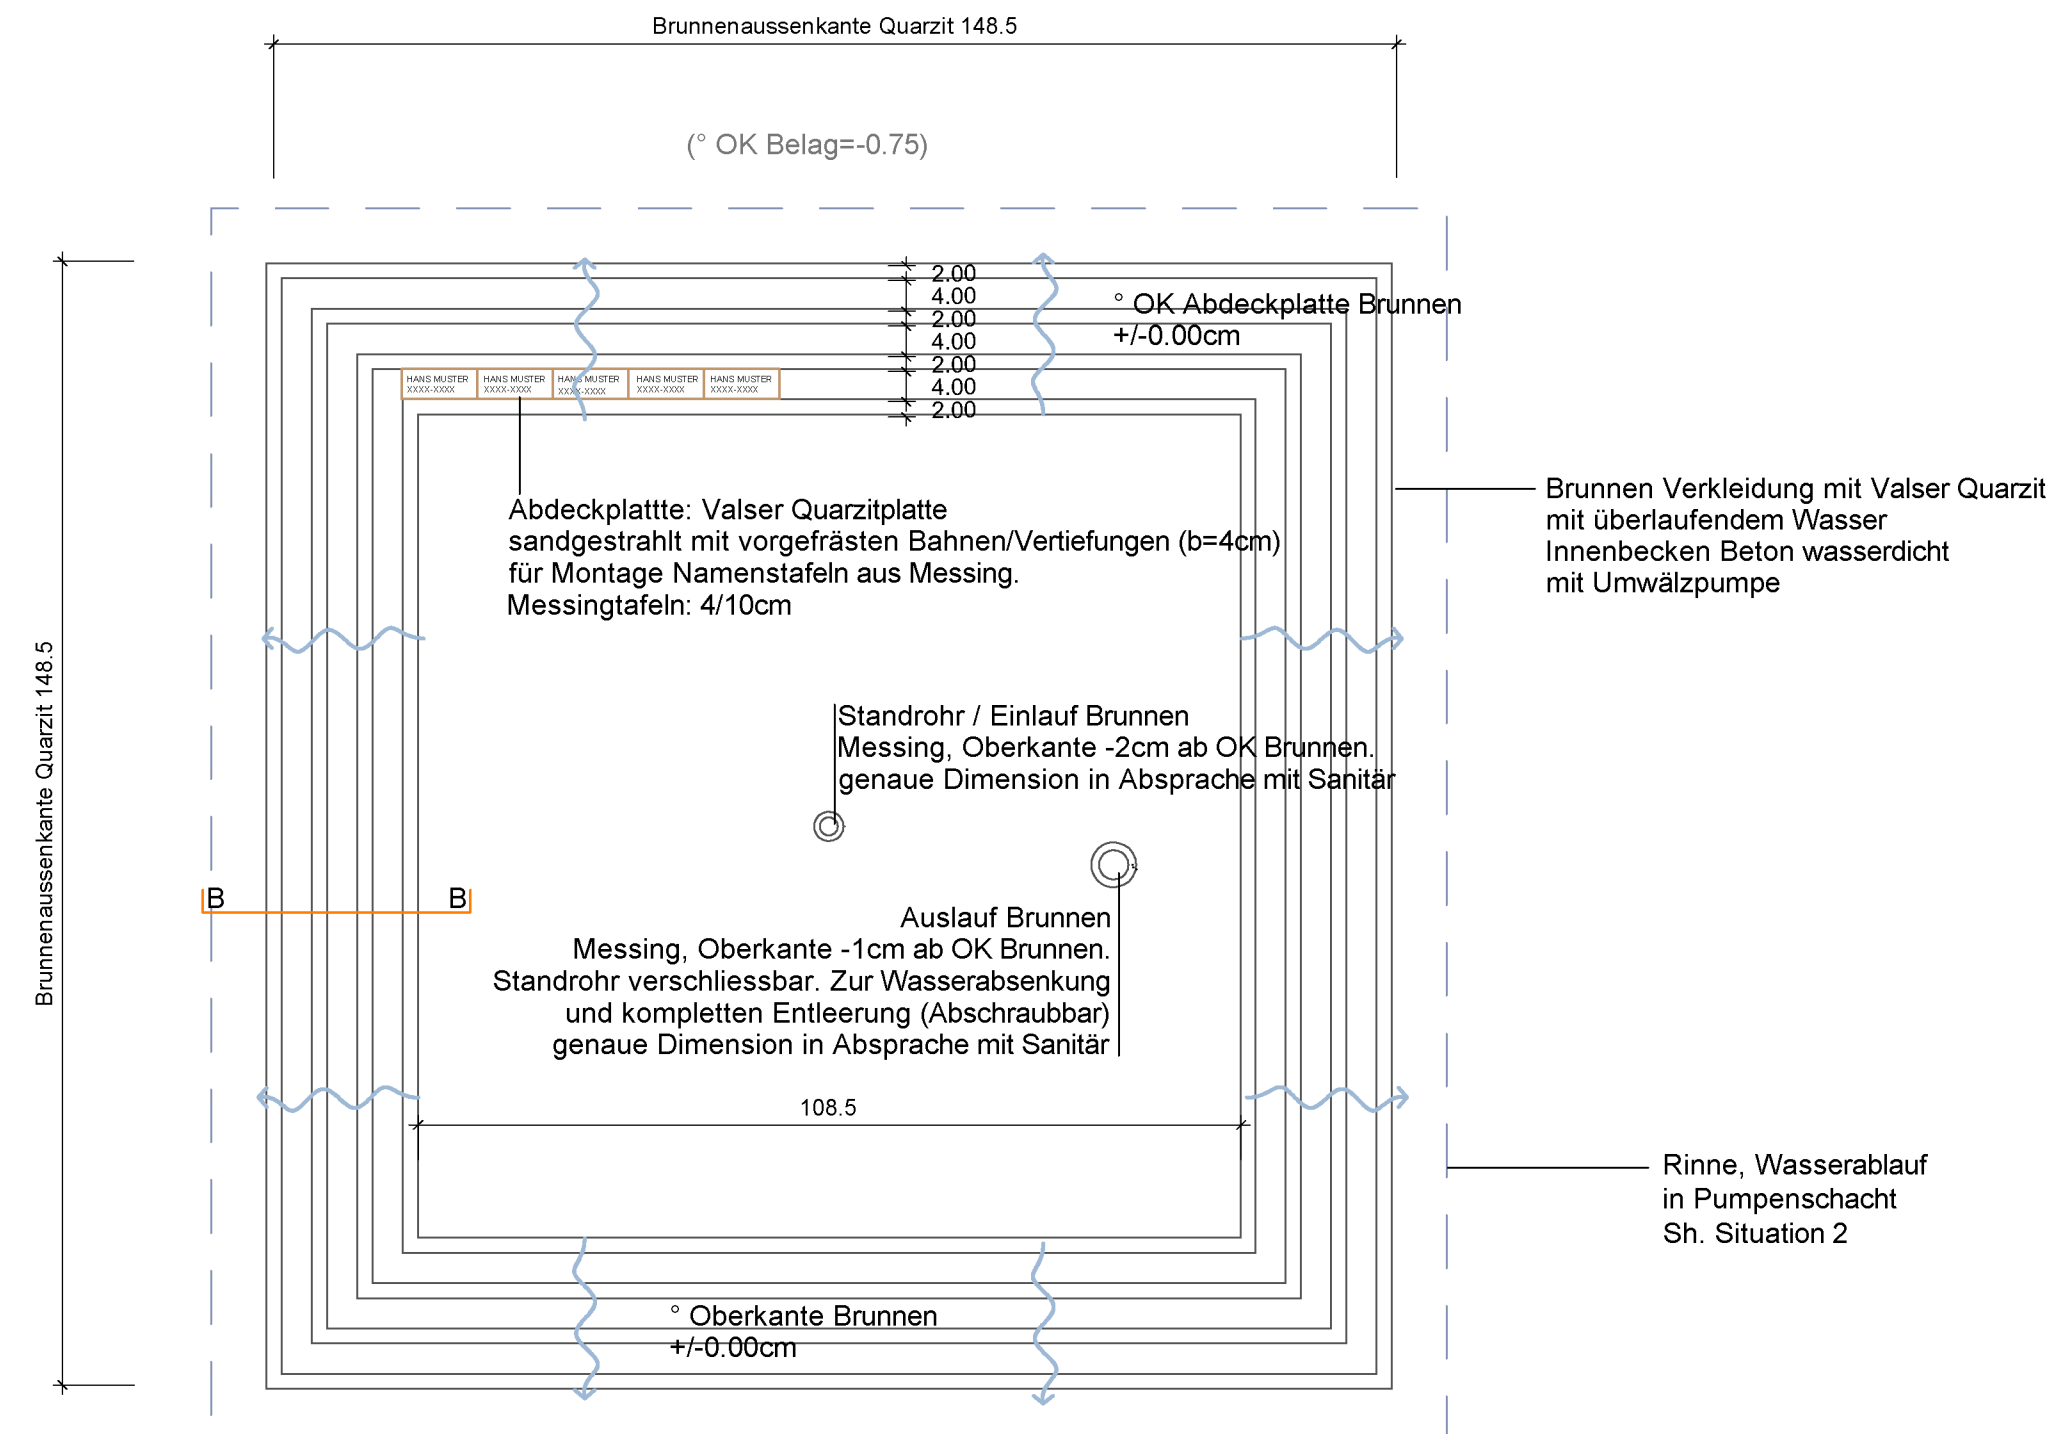 Brunnenaussenkante Quarzit 148.5
(° OK Belag=-0.75)
2.00
4.00
2.00
4.00
2.00
4.00
2.00
° OK Abdeckplatte Brunnen
+/-0.00cm
HANS MUSTER
XXXX-XXXX
HANS MUSTER
XXXX-XXXX
HANS MUSTER
XXXX-XXXX
HANS MUSTER
XXXX-XXXX
HANS MUSTER
XXXX-XXXX
Abdeckplattte: Valser Quarzitplatte
sandgestrahlt mit vorgefrästen Bahnen/Vertiefungen (b=4cm)
für Montage Namenstafeln aus Messing.
Messingtafeln: 4/10cm
Brunnen Verkleidung mit Valser Quarzit
mit überlaufendem Wasser
Innenbecken Beton wasserdicht
mit Umwälzpumpe
Brunnenaussenkante Quarzit 148.5
Standrohr / Einlauf Brunnen
Messing, Oberkante -2cm ab OK Brunnen.
genaue Dimension in Absprache mit Sanitär
B
B
Auslauf Brunnen
Messing, Oberkante -1cm ab OK Brunnen.
Standrohr verschliessbar. Zur Wasserabsenkung
und kompletten Entleerung (Abschraubbar)
genaue Dimension in Absprache mit Sanitär
108.5
Rinne, Wasserablauf
in Pumpenschacht
Sh. Situation 2
° Oberkante Brunnen
+/-0.00cm